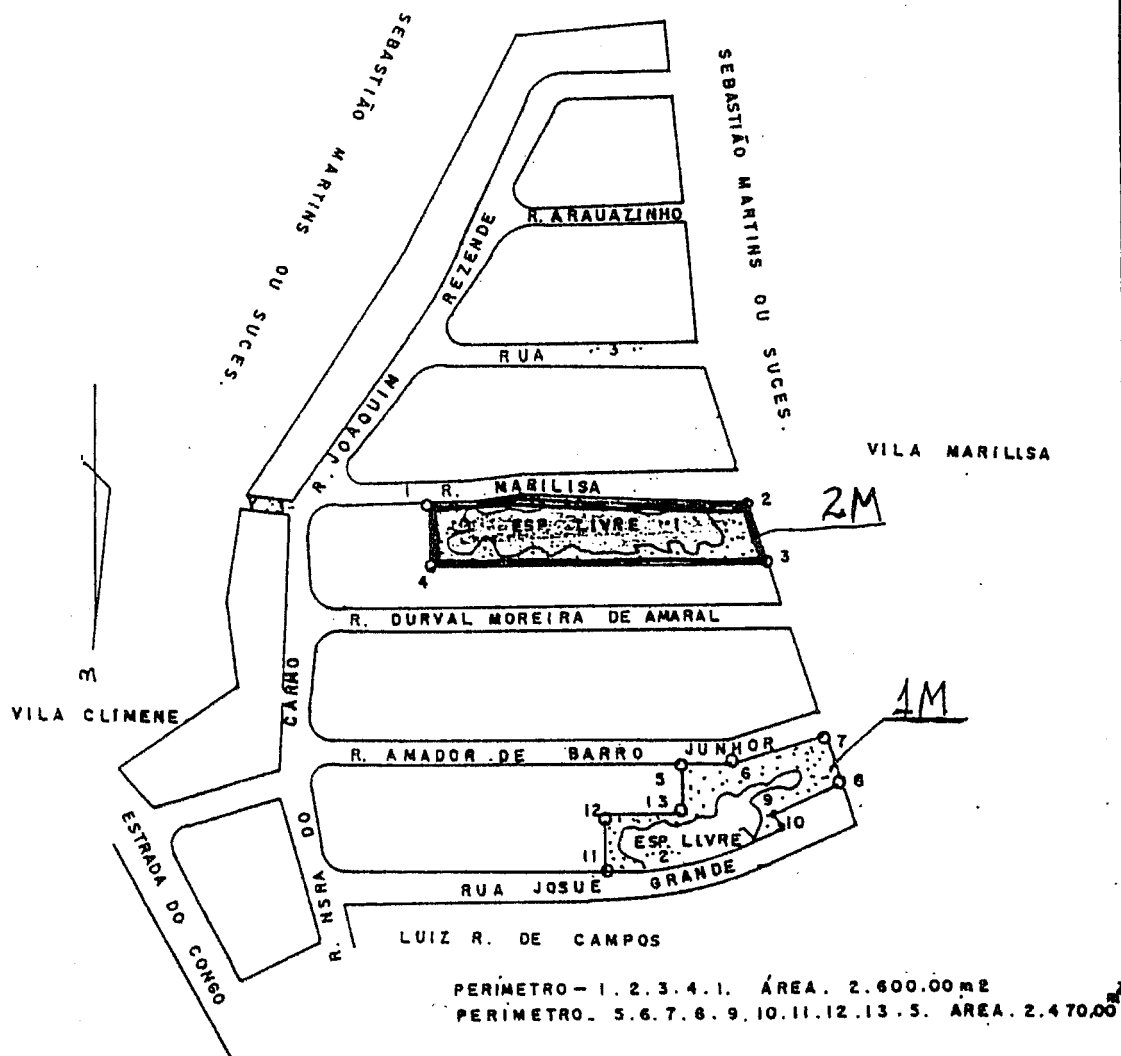 SEBASTIÃO MARTINS OU SUCES.
SEBASTIÃO MARTINS OU SUCES.
R. ARAUAZINHO
R. JOAQUIM REZENDE
RUA 3
VILA MARILISA
1
R. MARILISA
2
2M
ESP. LIVRE 1
4
3
R. DURVAL MOREIRA DE AMARAL
VILA CLIMENE
1M
R. AMADOR DE BARRO JUNHOR
7
5
6
8
13
9
12
10
ESP. LIVRE
2
11
RUA JOSUÉ GRANDE
R. NSRA DO CARMO
ESTRADA DO CONGO
LUIZ R. DE CAMPOS
PERÍMETRO - 1. 2. 3. 4. 1. ÁREA. 2.600.00 m2
PERÍMETRO - 5. 6. 7. 8. 9. 10. 11. 12. 13. 5. AREA. 2.470,00 m2